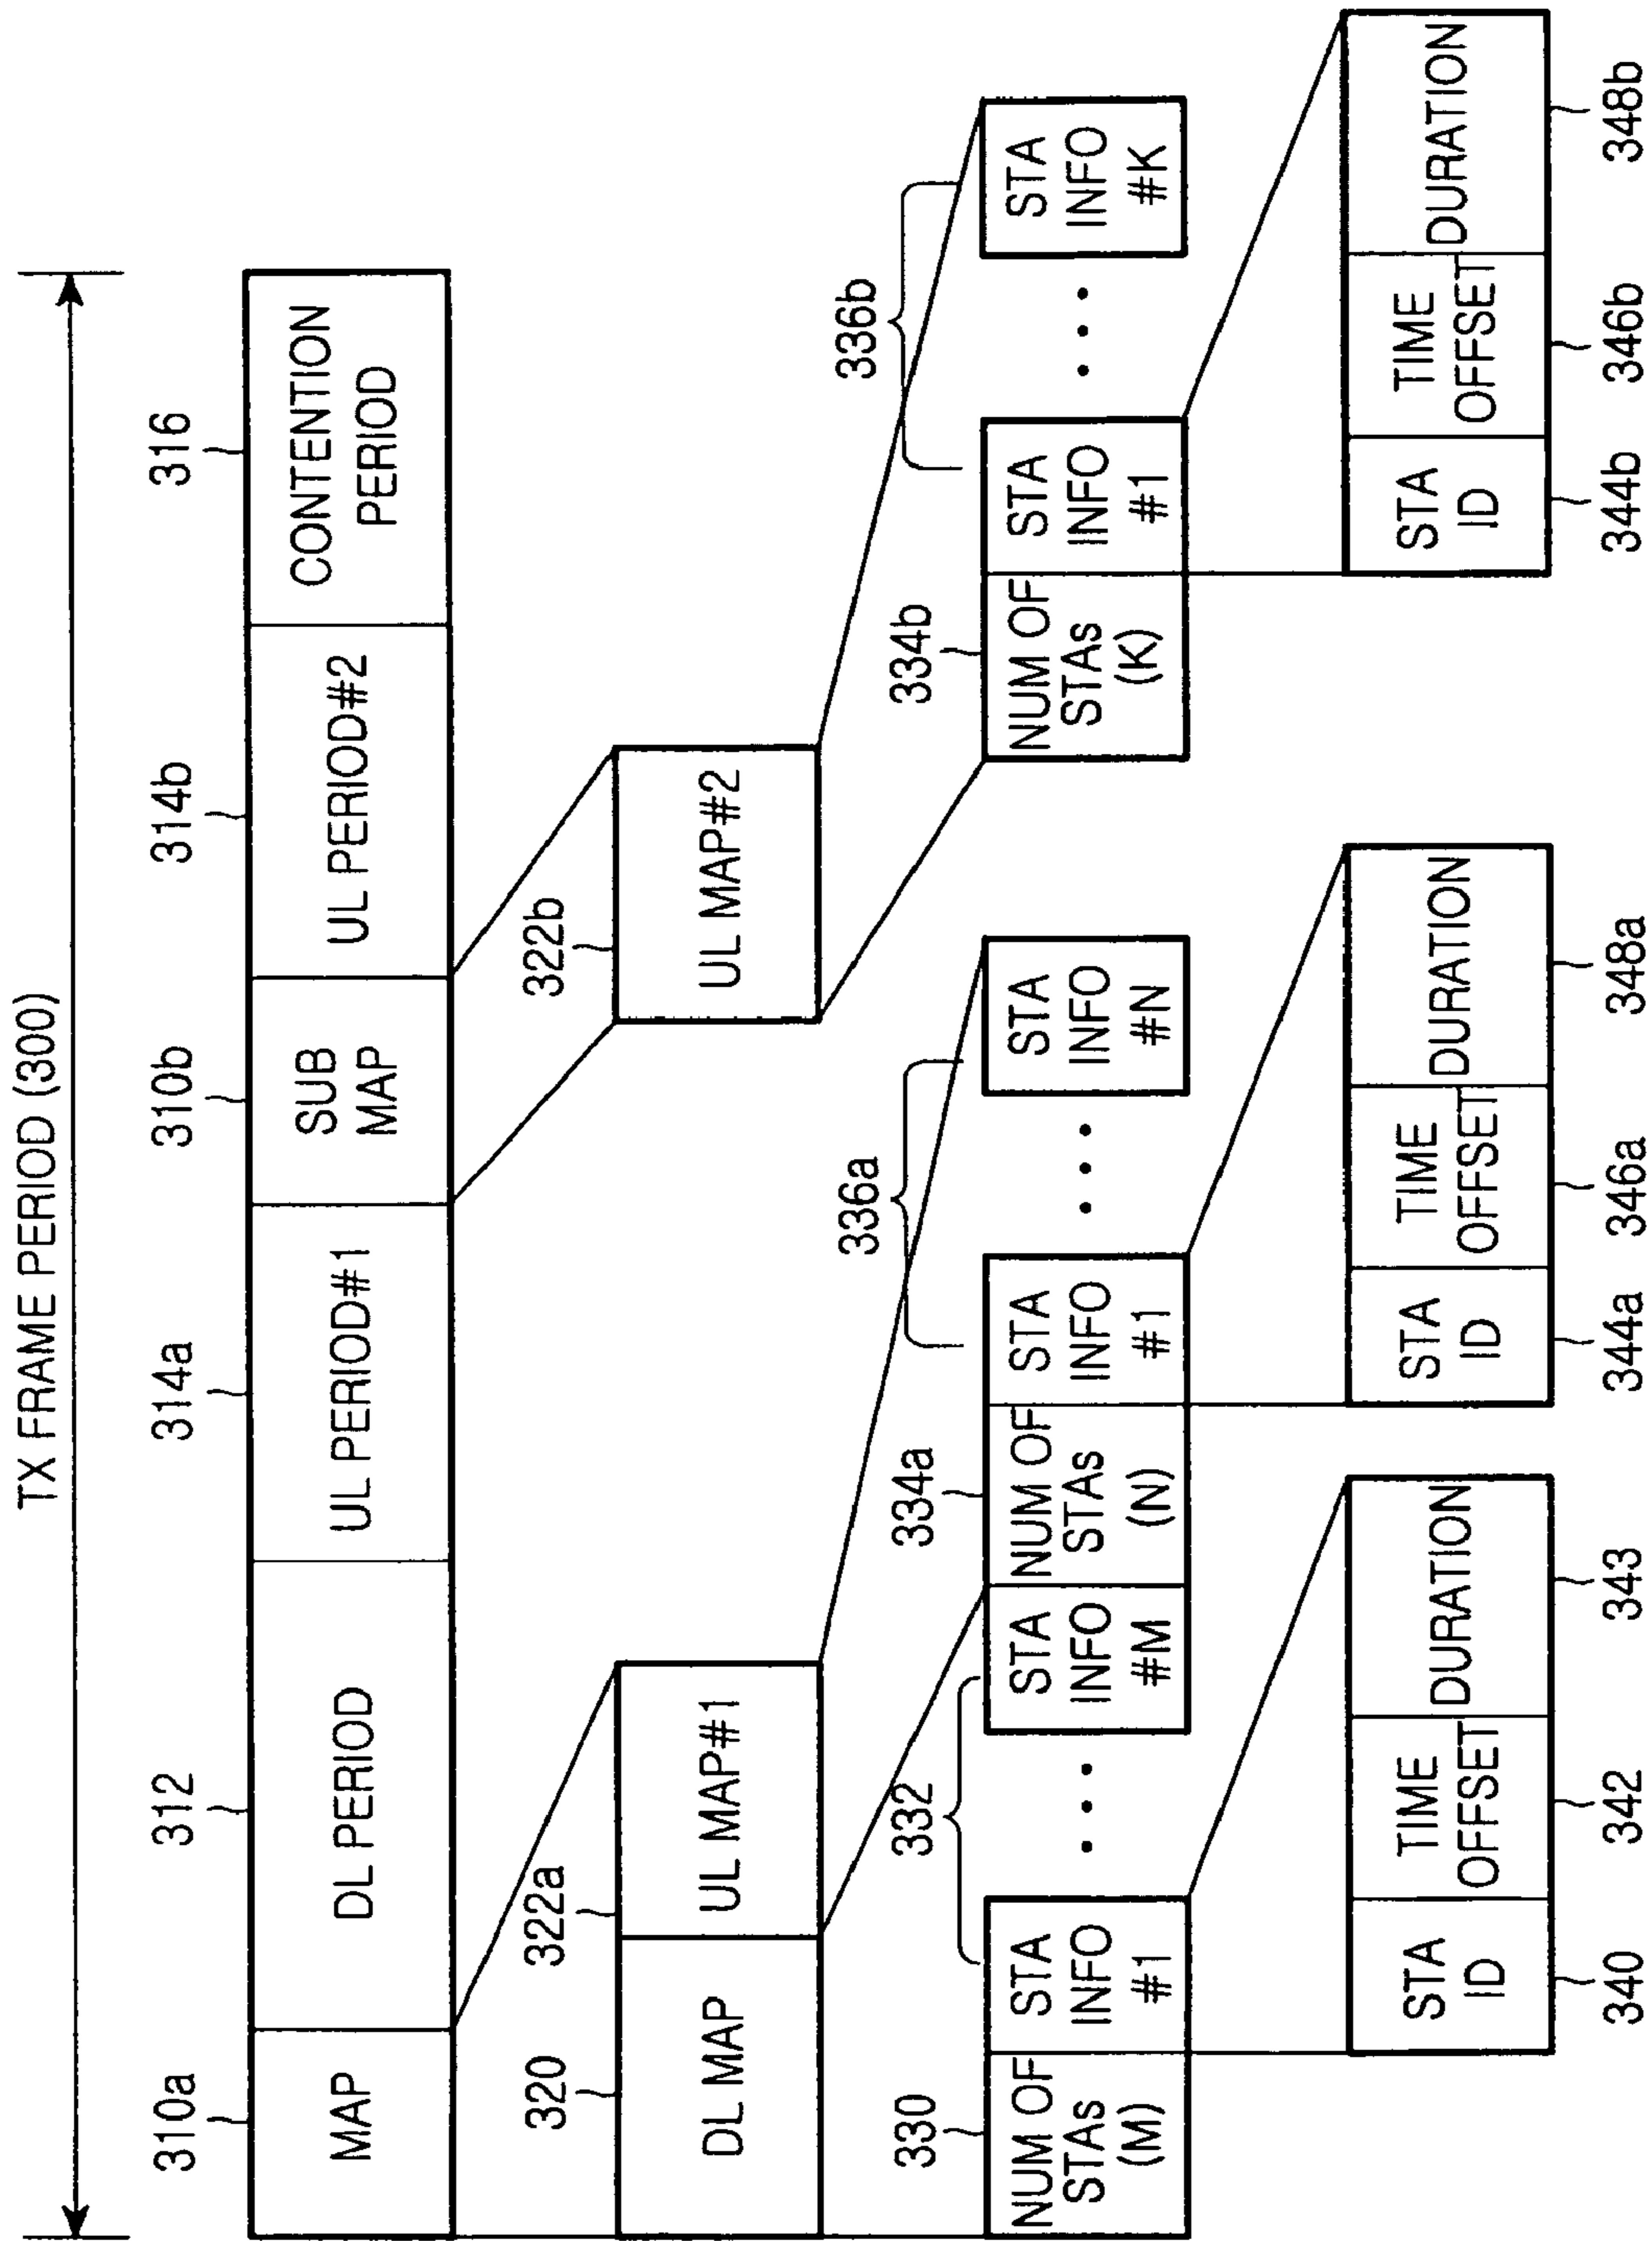 TX FRAME PERIOD (300)
310a
312
314a
310b
314b
316
MAP
DL PERIOD
UL PERIOD#1
SUB
MAP
UL PERIOD#2
CONTENTION
PERIOD
320
322a
322b
DL MAP
UL MAP#1
UL MAP#2
330
332
334a
336a
334b
336b
NUM OF
STAs
(M)
STA
INFO
#1
• • •
STA
INFO
#M
NUM OF
STAs
(N)
STA
INFO
#1
• • •
STA
INFO
#N
NUM OF
STAs
(K)
STA
INFO
#1
• • •
STA
INFO
#K
STA
ID
TIME
OFFSET
DURATION
STA
ID
TIME
OFFSET
DURATION
STA
ID
TIME
OFFSET
DURATION
340
342
343
344a
346a
348a
344b
346b
348b